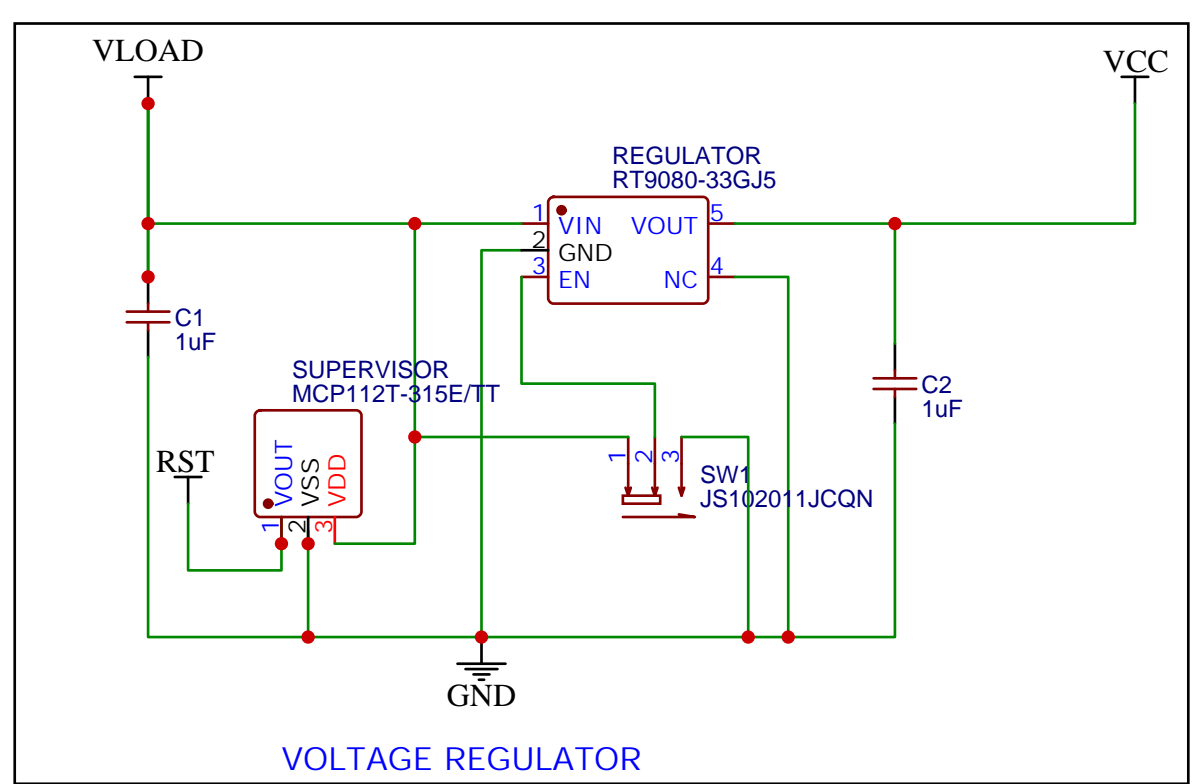 VLOAD
VCC
REGULATOR
RT9080-33GJ5
1
VIN
VOUT
5
2
GND
3
EN
NC
4
C1
1uF
SUPERVISOR
MCP112T-315E/TT
C2
1uF
RST
VOUT
VSS
VDD
1
2
3
1
2
3
SW1
JS102011JCQN
GND
VOLTAGE REGULATOR